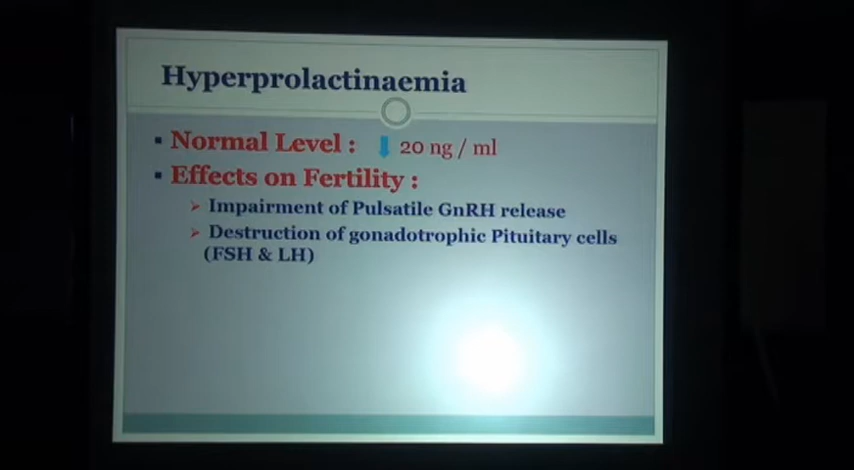 Hyperprolactinaemia
▪ Normal Level : ⬇ 20 ng / ml
▪ Effects on Fertility :
➢ Impairment of Pulsatile GnRH release
➢ Destruction of gonadotrophic Pituitary cells
(FSH & LH)